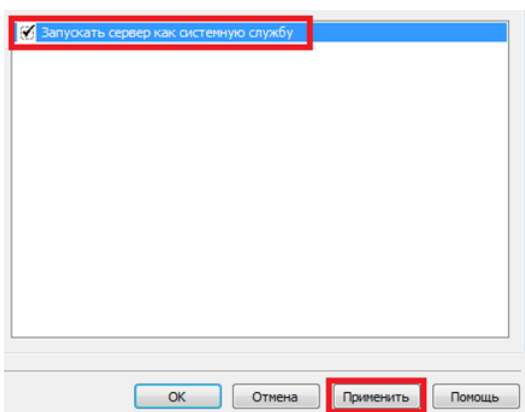 Запускать сервер как системную службу
OK
Отмена
Применить
Помощь